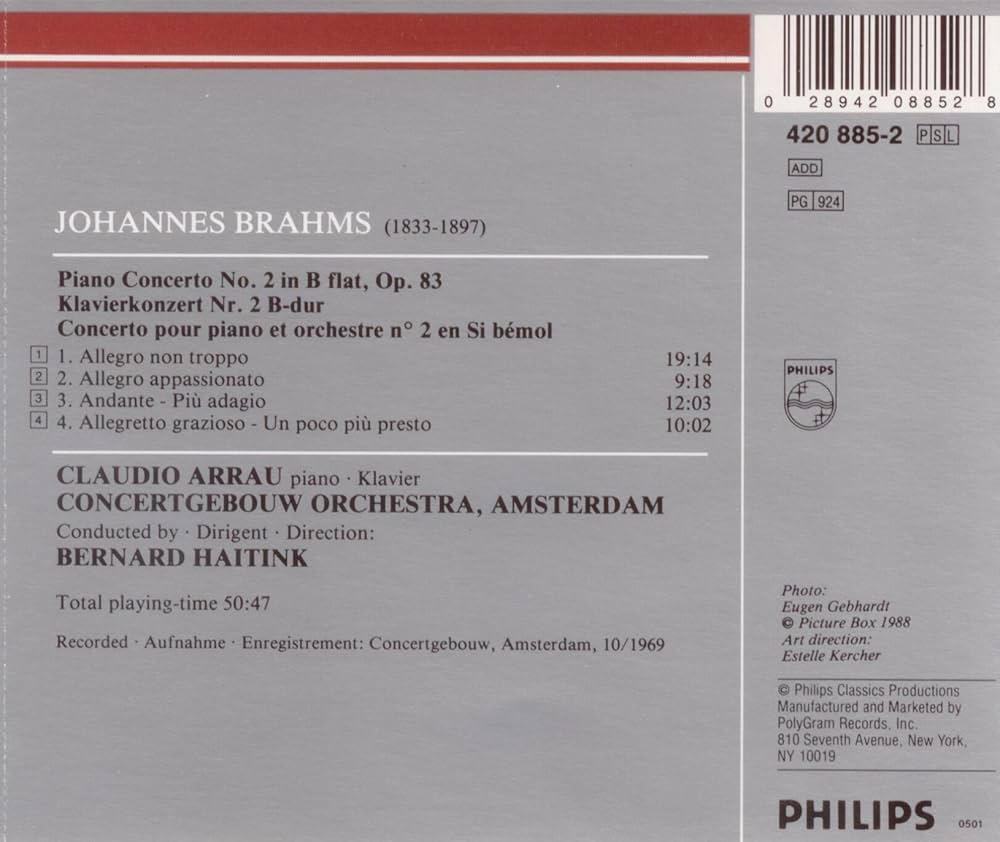 0 28942 08852 8
420 885-2 PSL
ADD
PG 924
JOHANNES BRAHMS (1833-1897)
Piano Concerto No. 2 in B flat, Op. 83
Klavierkonzert Nr. 2 B-dur
Concerto pour piano et orchestre n° 2 en Si bémol
1 1. Allegro non troppo 19:14
2 2. Allegro appassionato 9:18
3 3. Andante - Più adagio 12:03
4 4. Allegretto grazioso - Un poco più presto 10:02
CLAUDIO ARRAU piano · Klavier
CONCERTGEBOUW ORCHESTRA, AMSTERDAM
Conducted by · Dirigent · Direction:
BERNARD HAITINK
Total playing-time 50:47
Recorded · Aufnahme · Enregistrement: Concertgebouw, Amsterdam, 10/1969
PHILIPS
Photo:
Eugen Gebhardt
© Picture Box 1988
Art direction:
Estelle Kercher
© Philips Classics Productions
Manufactured and Marketed by
PolyGram Records, Inc.
810 Seventh Avenue, New York,
NY 10019
PHILIPS 0501